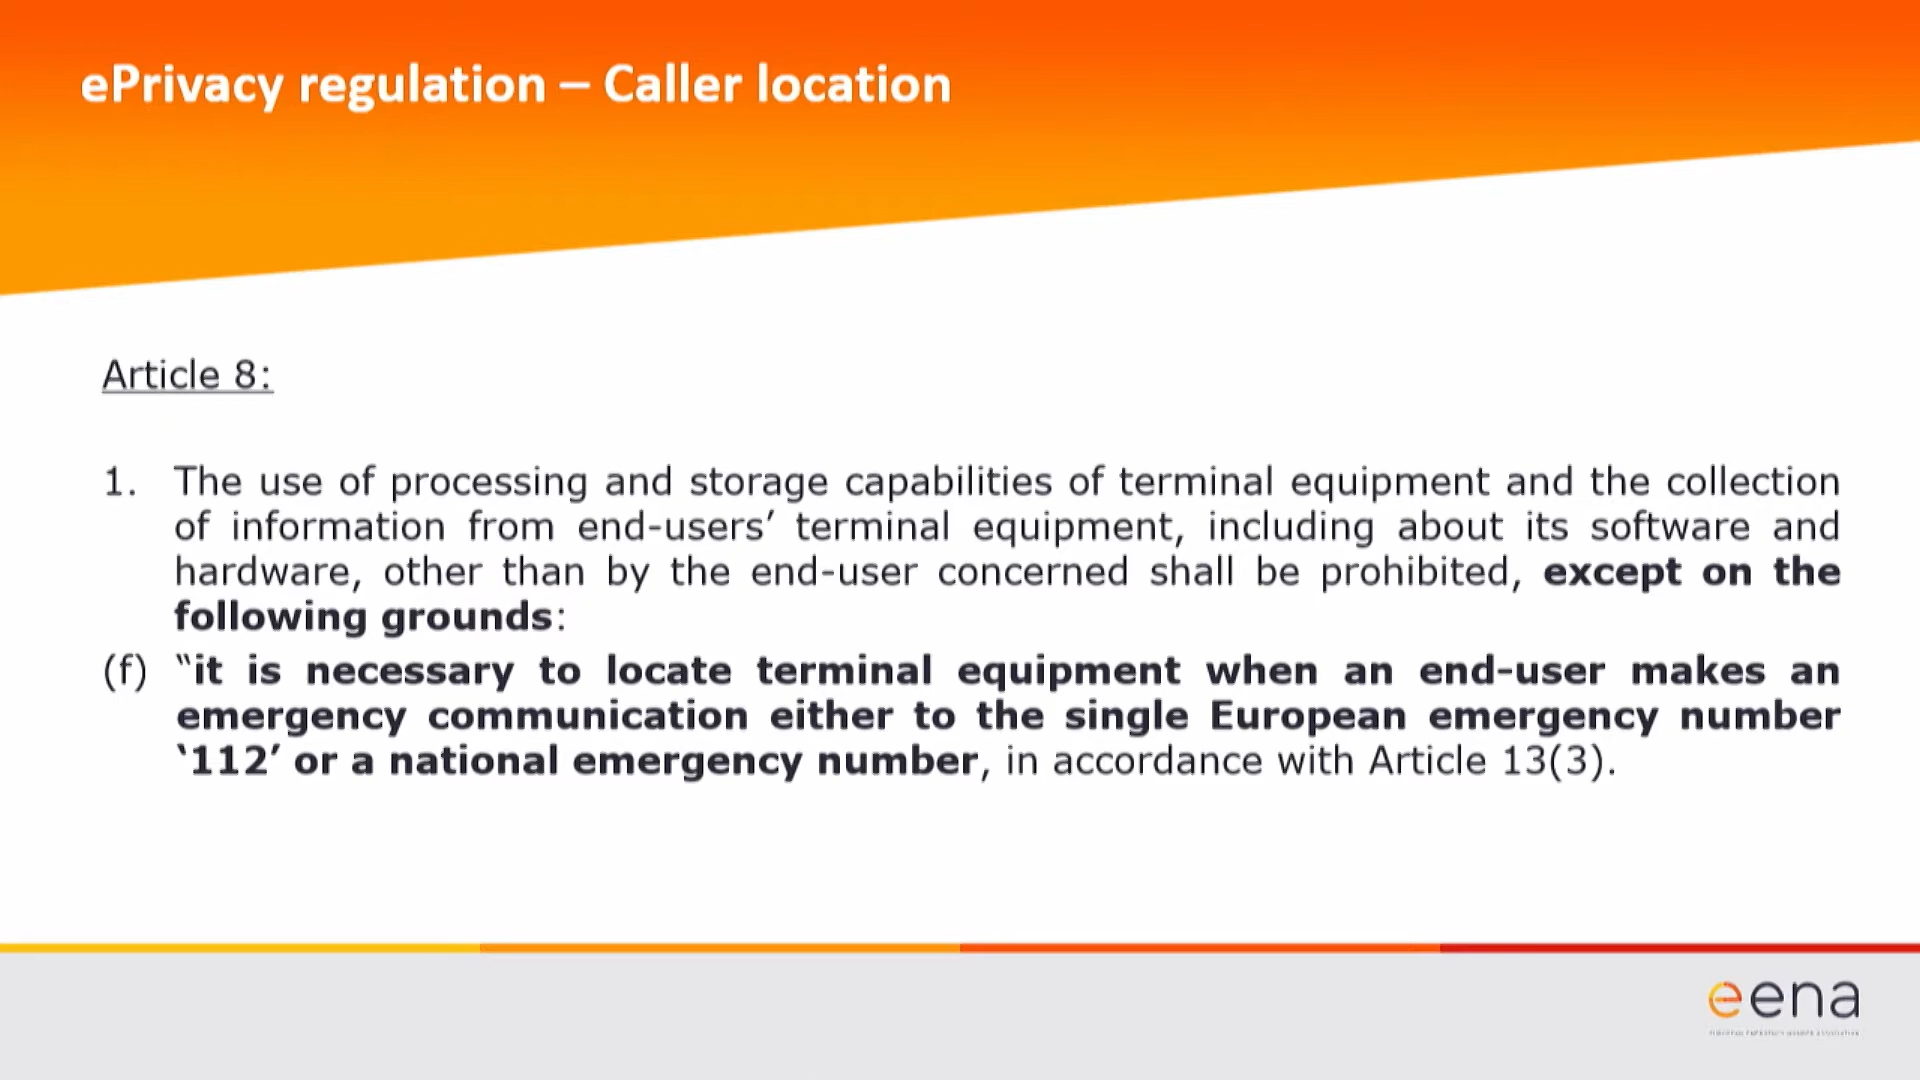 ePrivacy regulation – Caller location
Article 8:
1. The use of processing and storage capabilities of terminal equipment and the collection
of information from end-users’ terminal equipment, including about its software and
hardware, other than by the end-user concerned shall be prohibited, except on the
following grounds:
(f) “it is necessary to locate terminal equipment when an end-user makes an
emergency communication either to the single European emergency number
‘112’ or a national emergency number, in accordance with Article 13(3).
eena